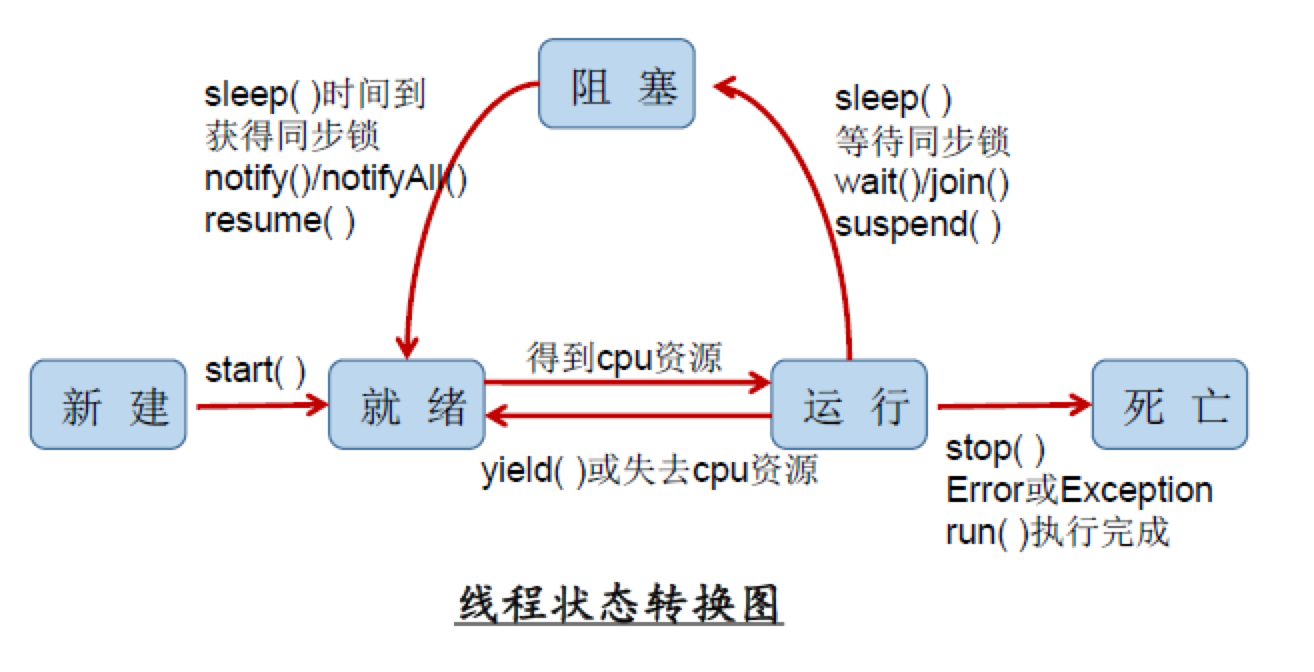 阻 塞
sleep( )时间到
获得同步锁
notify()/notifyAll()
resume( )
sleep( )
等待同步锁
wait()/join()
suspend( )
新 建
start( )
就 绪
得到cpu资源
yield( )或失去cpu资源
运 行
死 亡
stop( )
Error或Exception
run( )执行完成
线程状态转换图